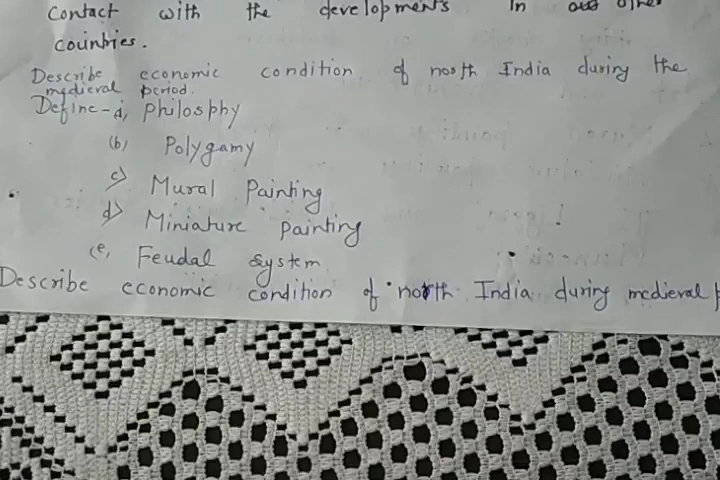 contact with the developments in other
countries.
Describe economic condition of north India during the
medieval period.
Define - a, Philosphy
(b) Polygamy
c) Mural Painting
d) Miniature painting
(e, Feudal system
Describe economic condition of north India during medieval